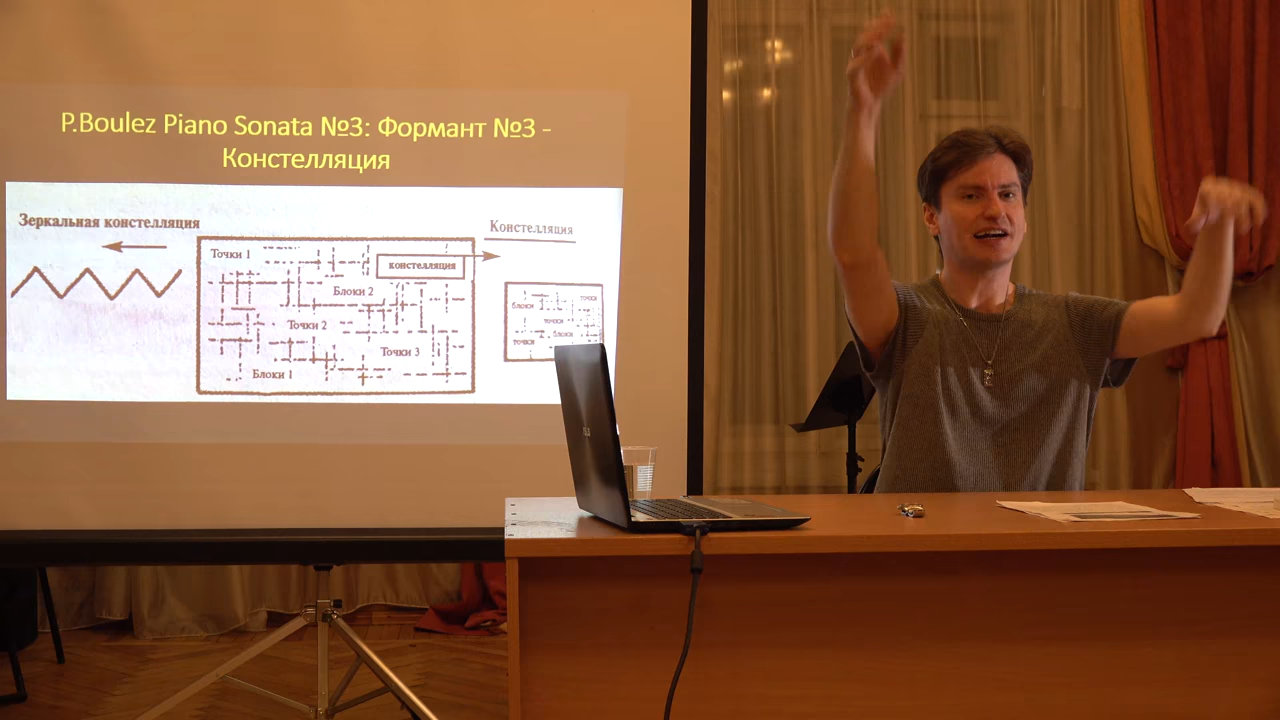 P.Boulez Piano Sonata №3: Формант №3 -
Констелляция
Зеркальная констелляция
Констелляция
Точки 1
констелляция
Блоки 2
Точки 2
Точки 3
Блоки 1
точки
блоки
точки
блоки
точки